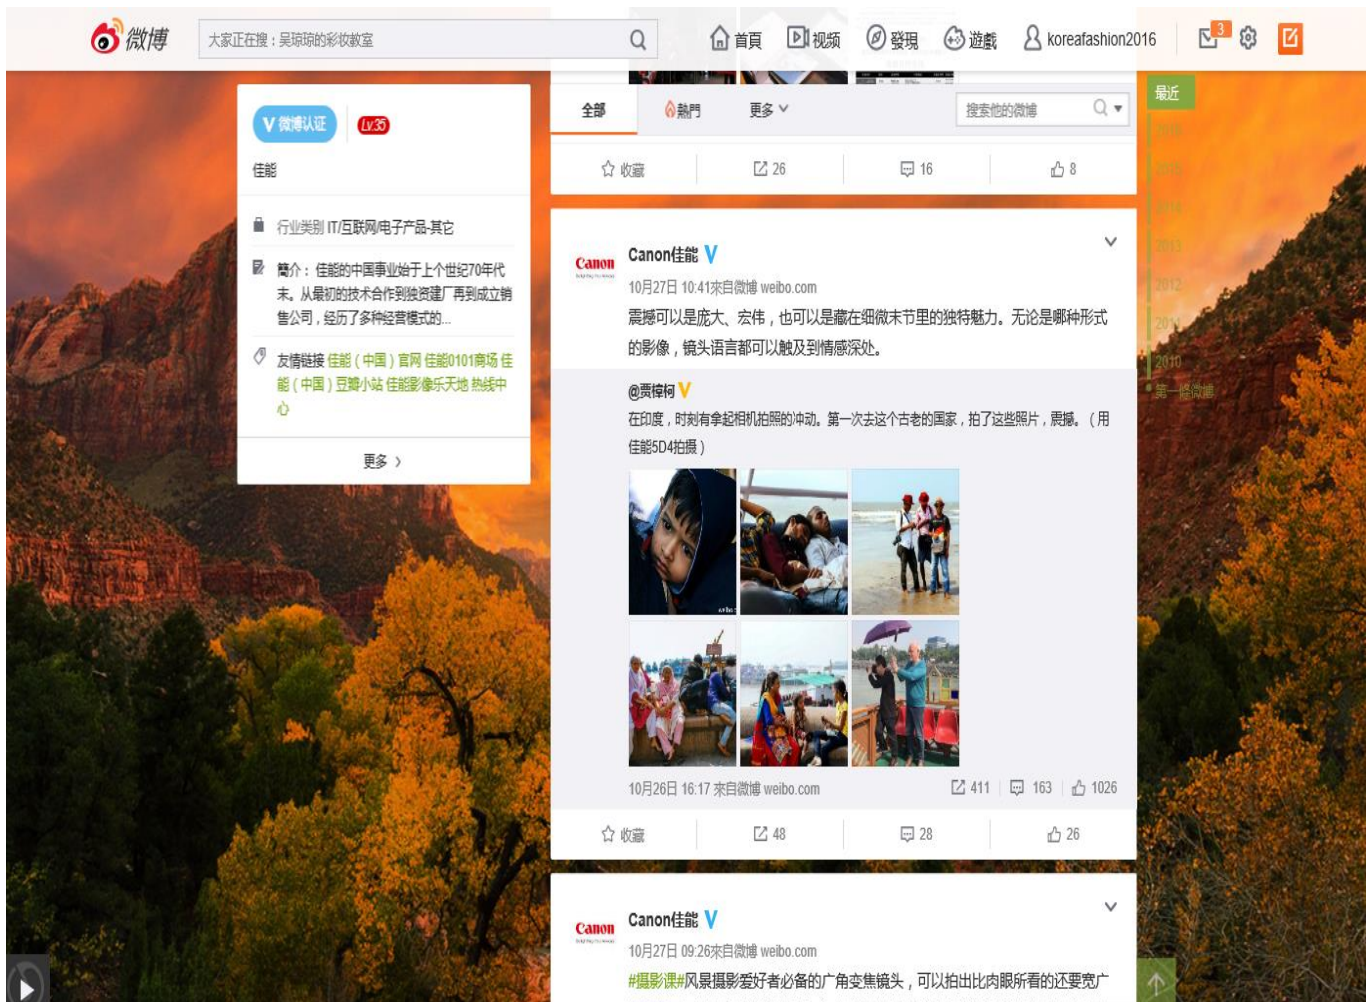 微博
大家正在搜：吴琼琼的彩妆教室
首頁
视频
發現
遊戲
koreafashion2016
3
V 微博认证
Lv.35
佳能
行业类别 IT/互联网/电子产品-其它
簡介： 佳能的中国事业始于上个世纪70年代
末。从最初的技术合作到独资建厂再到成立销
售公司，经历了多种经营模式的...
友情链接 佳能（中国）官网 佳能0101商场 佳
能（中国）豆瓣小站 佳能影像乐天地 热线中
心
更多
全部
熱門
更多
搜索他的微博
收藏
26
16
8
Canon
Canon佳能 V
10月27日 10:41來自微博 weibo.com
震撼可以是庞大、宏伟，也可以是藏在细微末节里的独特魅力。无论是哪种形式
的影像，镜头语言都可以触及到情感深处。
@贾樟柯 V
在印度，时刻有拿起相机拍照的冲动。第一次去这个古老的国家，拍了这些照片，震撼。（用
佳能5D4拍摄）
10月26日 16:17 來自微博 weibo.com
411
163
1026
收藏
48
28
26
Canon
Canon佳能 V
10月27日 09:26來自微博 weibo.com
#摄影课#风景摄影爱好者必备的广角变焦镜头，可以拍出比肉眼所看的还要宽广
最近
2013
2012
2011
2010
第一條微博